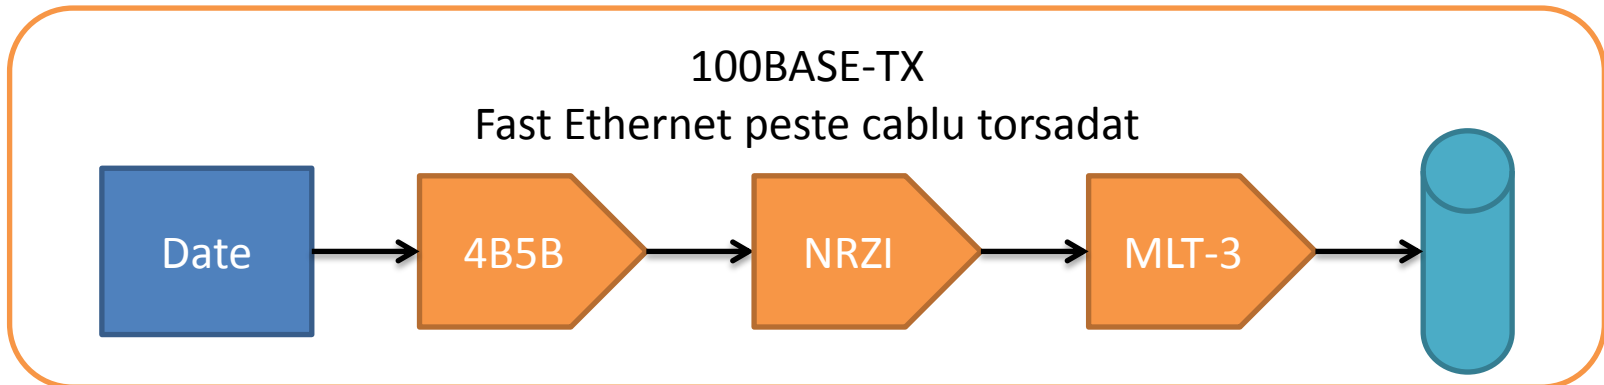 100BASE-TX
Fast Ethernet peste cablu torsadat
Date
4B5B
NRZI
MLT-3